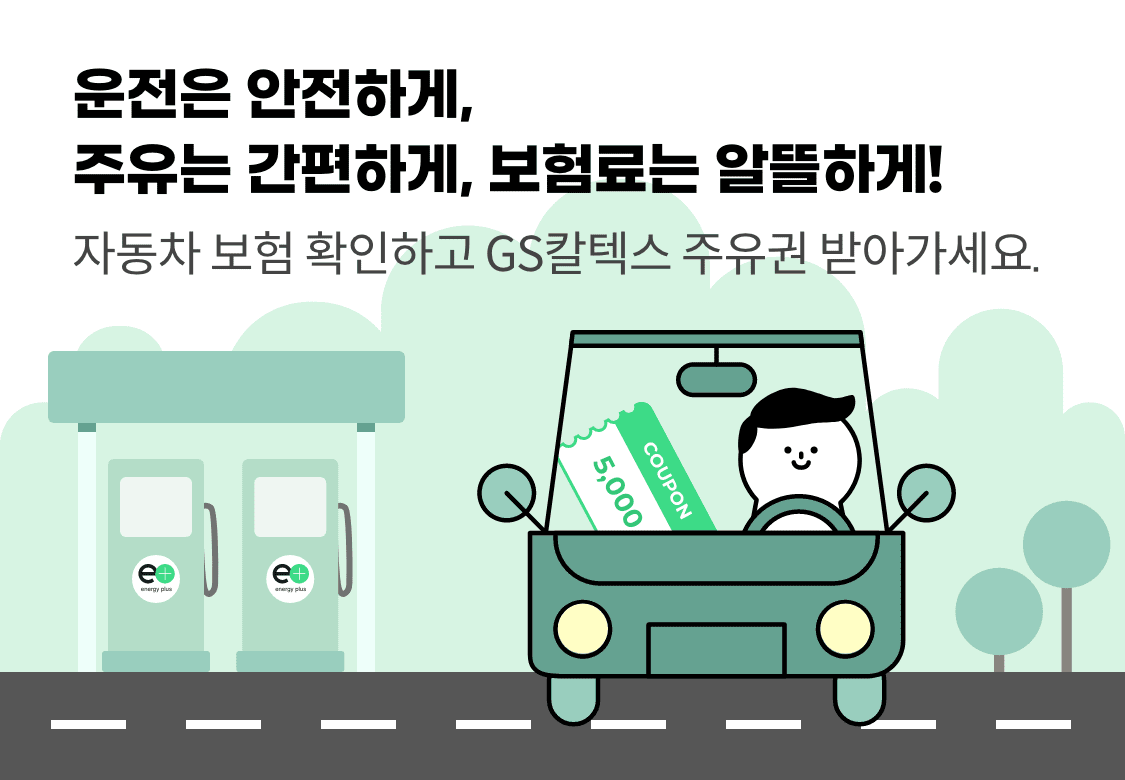 운전은 안전하게,
주유는 간편하게, 보험료는 알뜰하게!
자동차 보험 확인하고 GS칼텍스 주유권 받아가세요.
COUPON
5,000
e+
energy plus
e+
energy plus